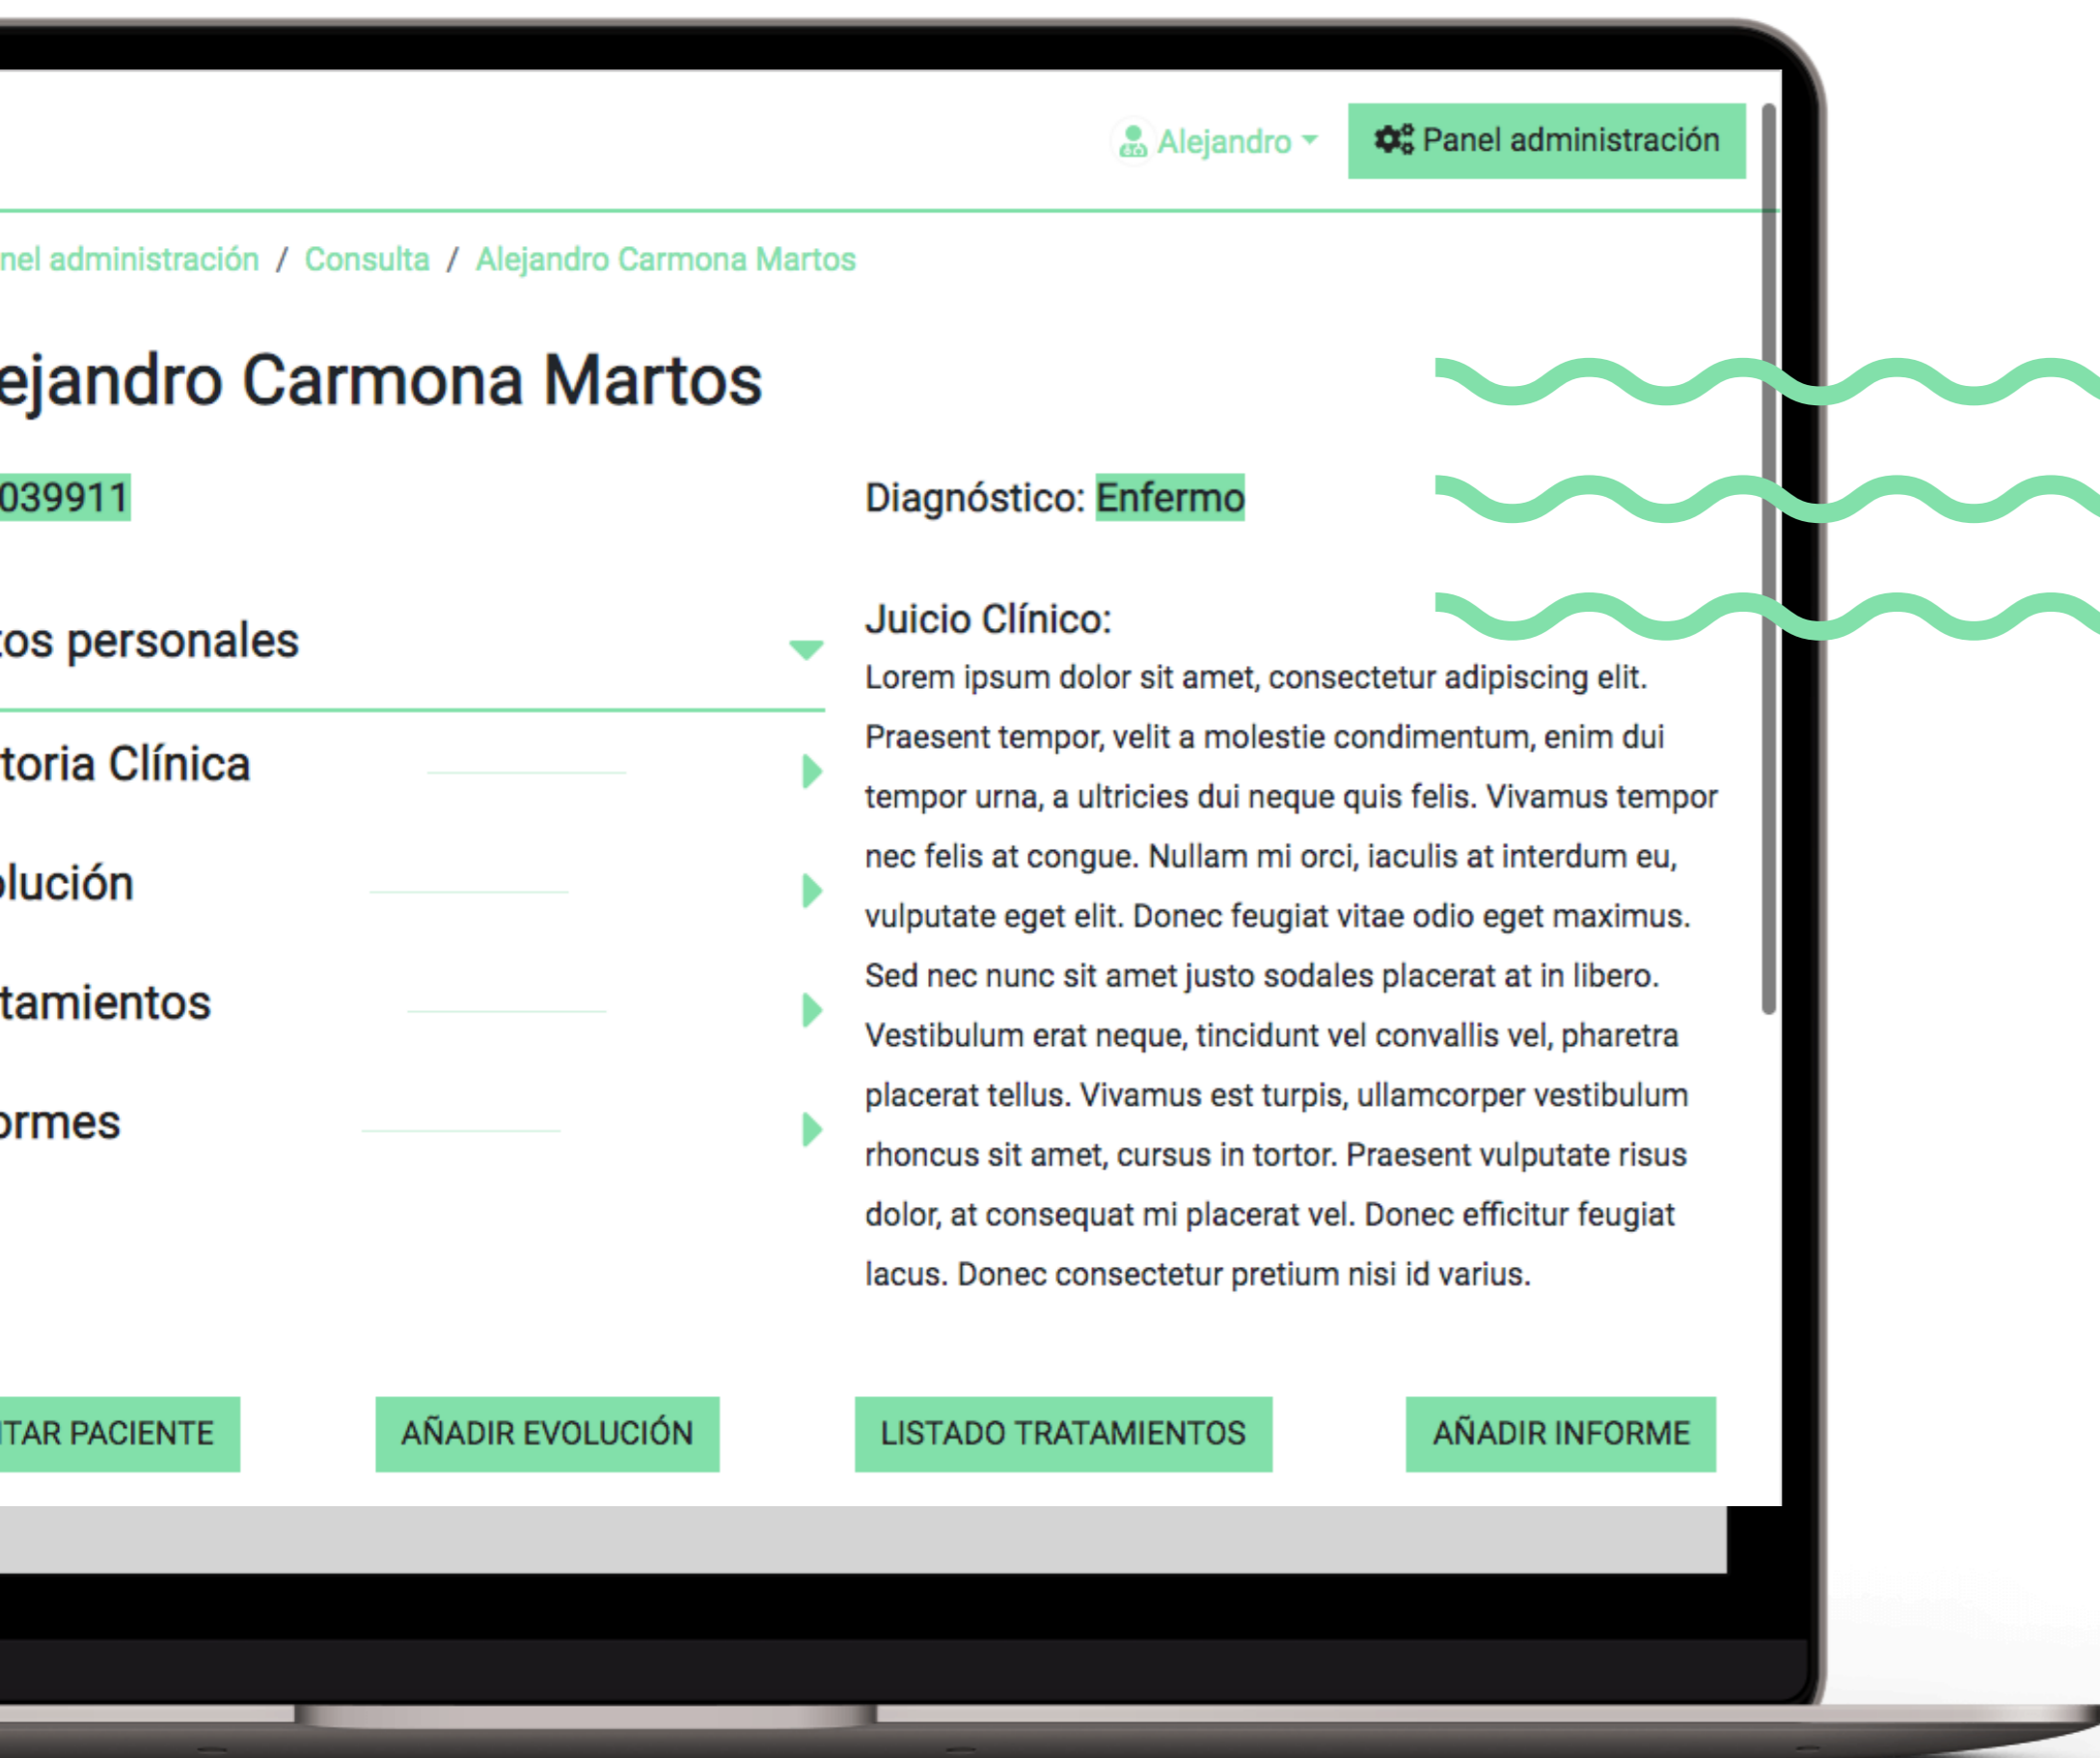 Alejandro
Panel administración
nel administración / Consulta / Alejandro Carmona Martos
ejandro Carmona Martos
039911
Diagnóstico: Enfermo
tos personales
toria Clínica
olución
tamientos
ormes
Juicio Clínico:
Lorem ipsum dolor sit amet, consectetur adipiscing elit.
Praesent tempor, velit a molestie condimentum, enim dui
tempor urna, a ultricies dui neque quis felis. Vivamus tempor
nec felis at congue. Nullam mi orci, iaculis at interdum eu,
vulputate eget elit. Donec feugiat vitae odio eget maximus.
Sed nec nunc sit amet justo sodales placerat at in libero.
Vestibulum erat neque, tincidunt vel convallis vel, pharetra
placerat tellus. Vivamus est turpis, ullamcorper vestibulum
rhoncus sit amet, cursus in tortor. Praesent vulputate risus
dolor, at consequat mi placerat vel. Donec efficitur feugiat
lacus. Donec consectetur pretium nisi id varius.
TAR PACIENTE
AÑADIR EVOLUCIÓN
LISTADO TRATAMIENTOS
AÑADIR INFORME